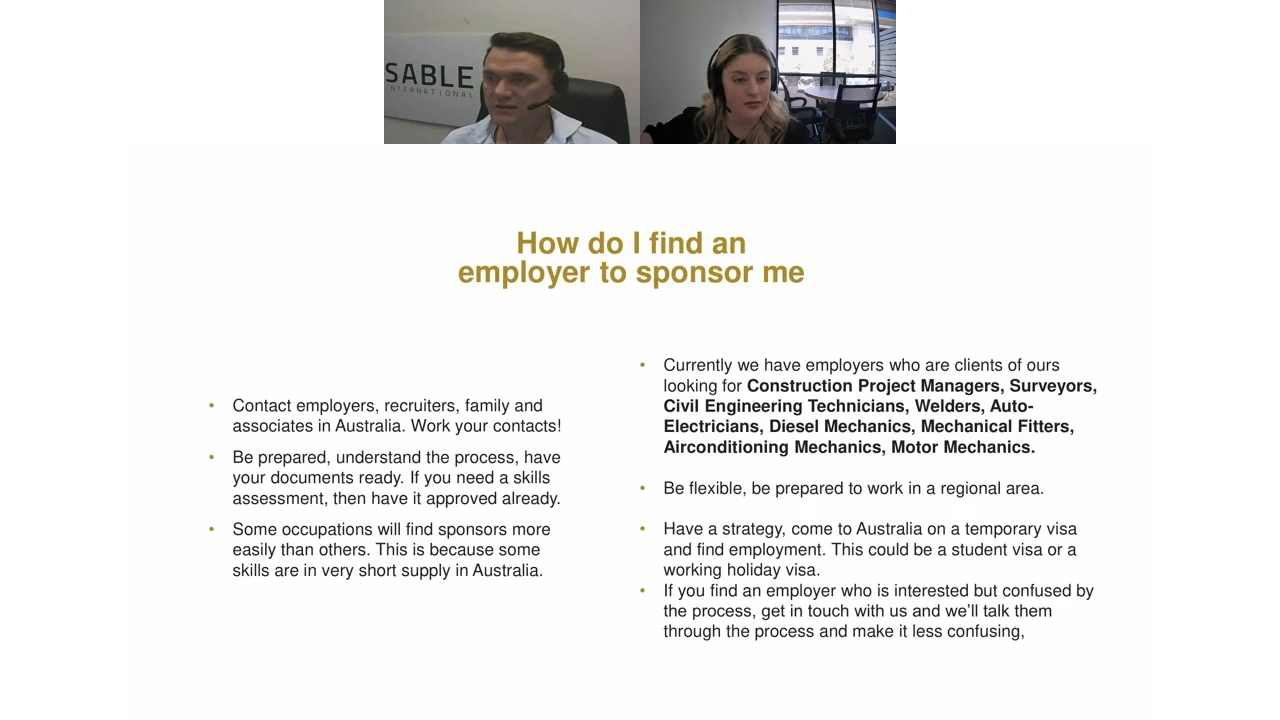 SABLE
INTERNATIONAL
How do I find an
employer to sponsor me
• Contact employers, recruiters, family and
associates in Australia. Work your contacts!
• Be prepared, understand the process, have
your documents ready. If you need a skills
assessment, then have it approved already.
• Some occupations will find sponsors more
easily than others. This is because some
skills are in very short supply in Australia.
• Currently we have employers who are clients of ours
looking for Construction Project Managers, Surveyors,
Civil Engineering Technicians, Welders, Auto-
Electricians, Diesel Mechanics, Mechanical Fitters,
Airconditioning Mechanics, Motor Mechanics.
• Be flexible, be prepared to work in a regional area.
• Have a strategy, come to Australia on a temporary visa
and find employment. This could be a student visa or a
working holiday visa.
• If you find an employer who is interested but confused by
the process, get in touch with us and we'll talk them
through the process and make it less confusing,